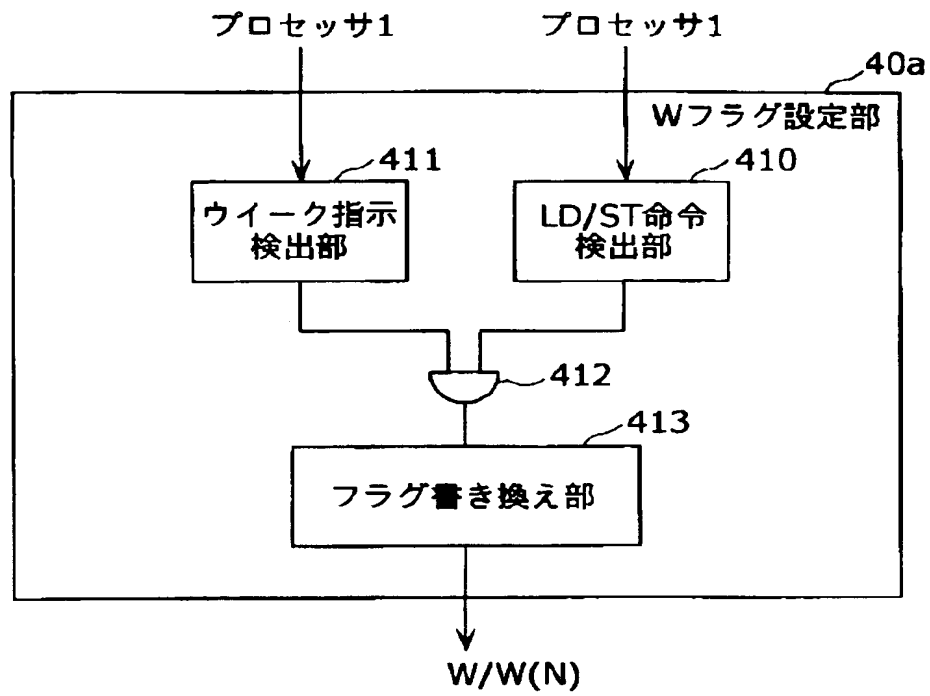 プロセッサ1
プロセッサ1
40a
Wフラグ設定部
411
410
ウイーク指示
検出部
LD/ST命令
検出部
412
413
フラグ書き換え部
W/W(N)